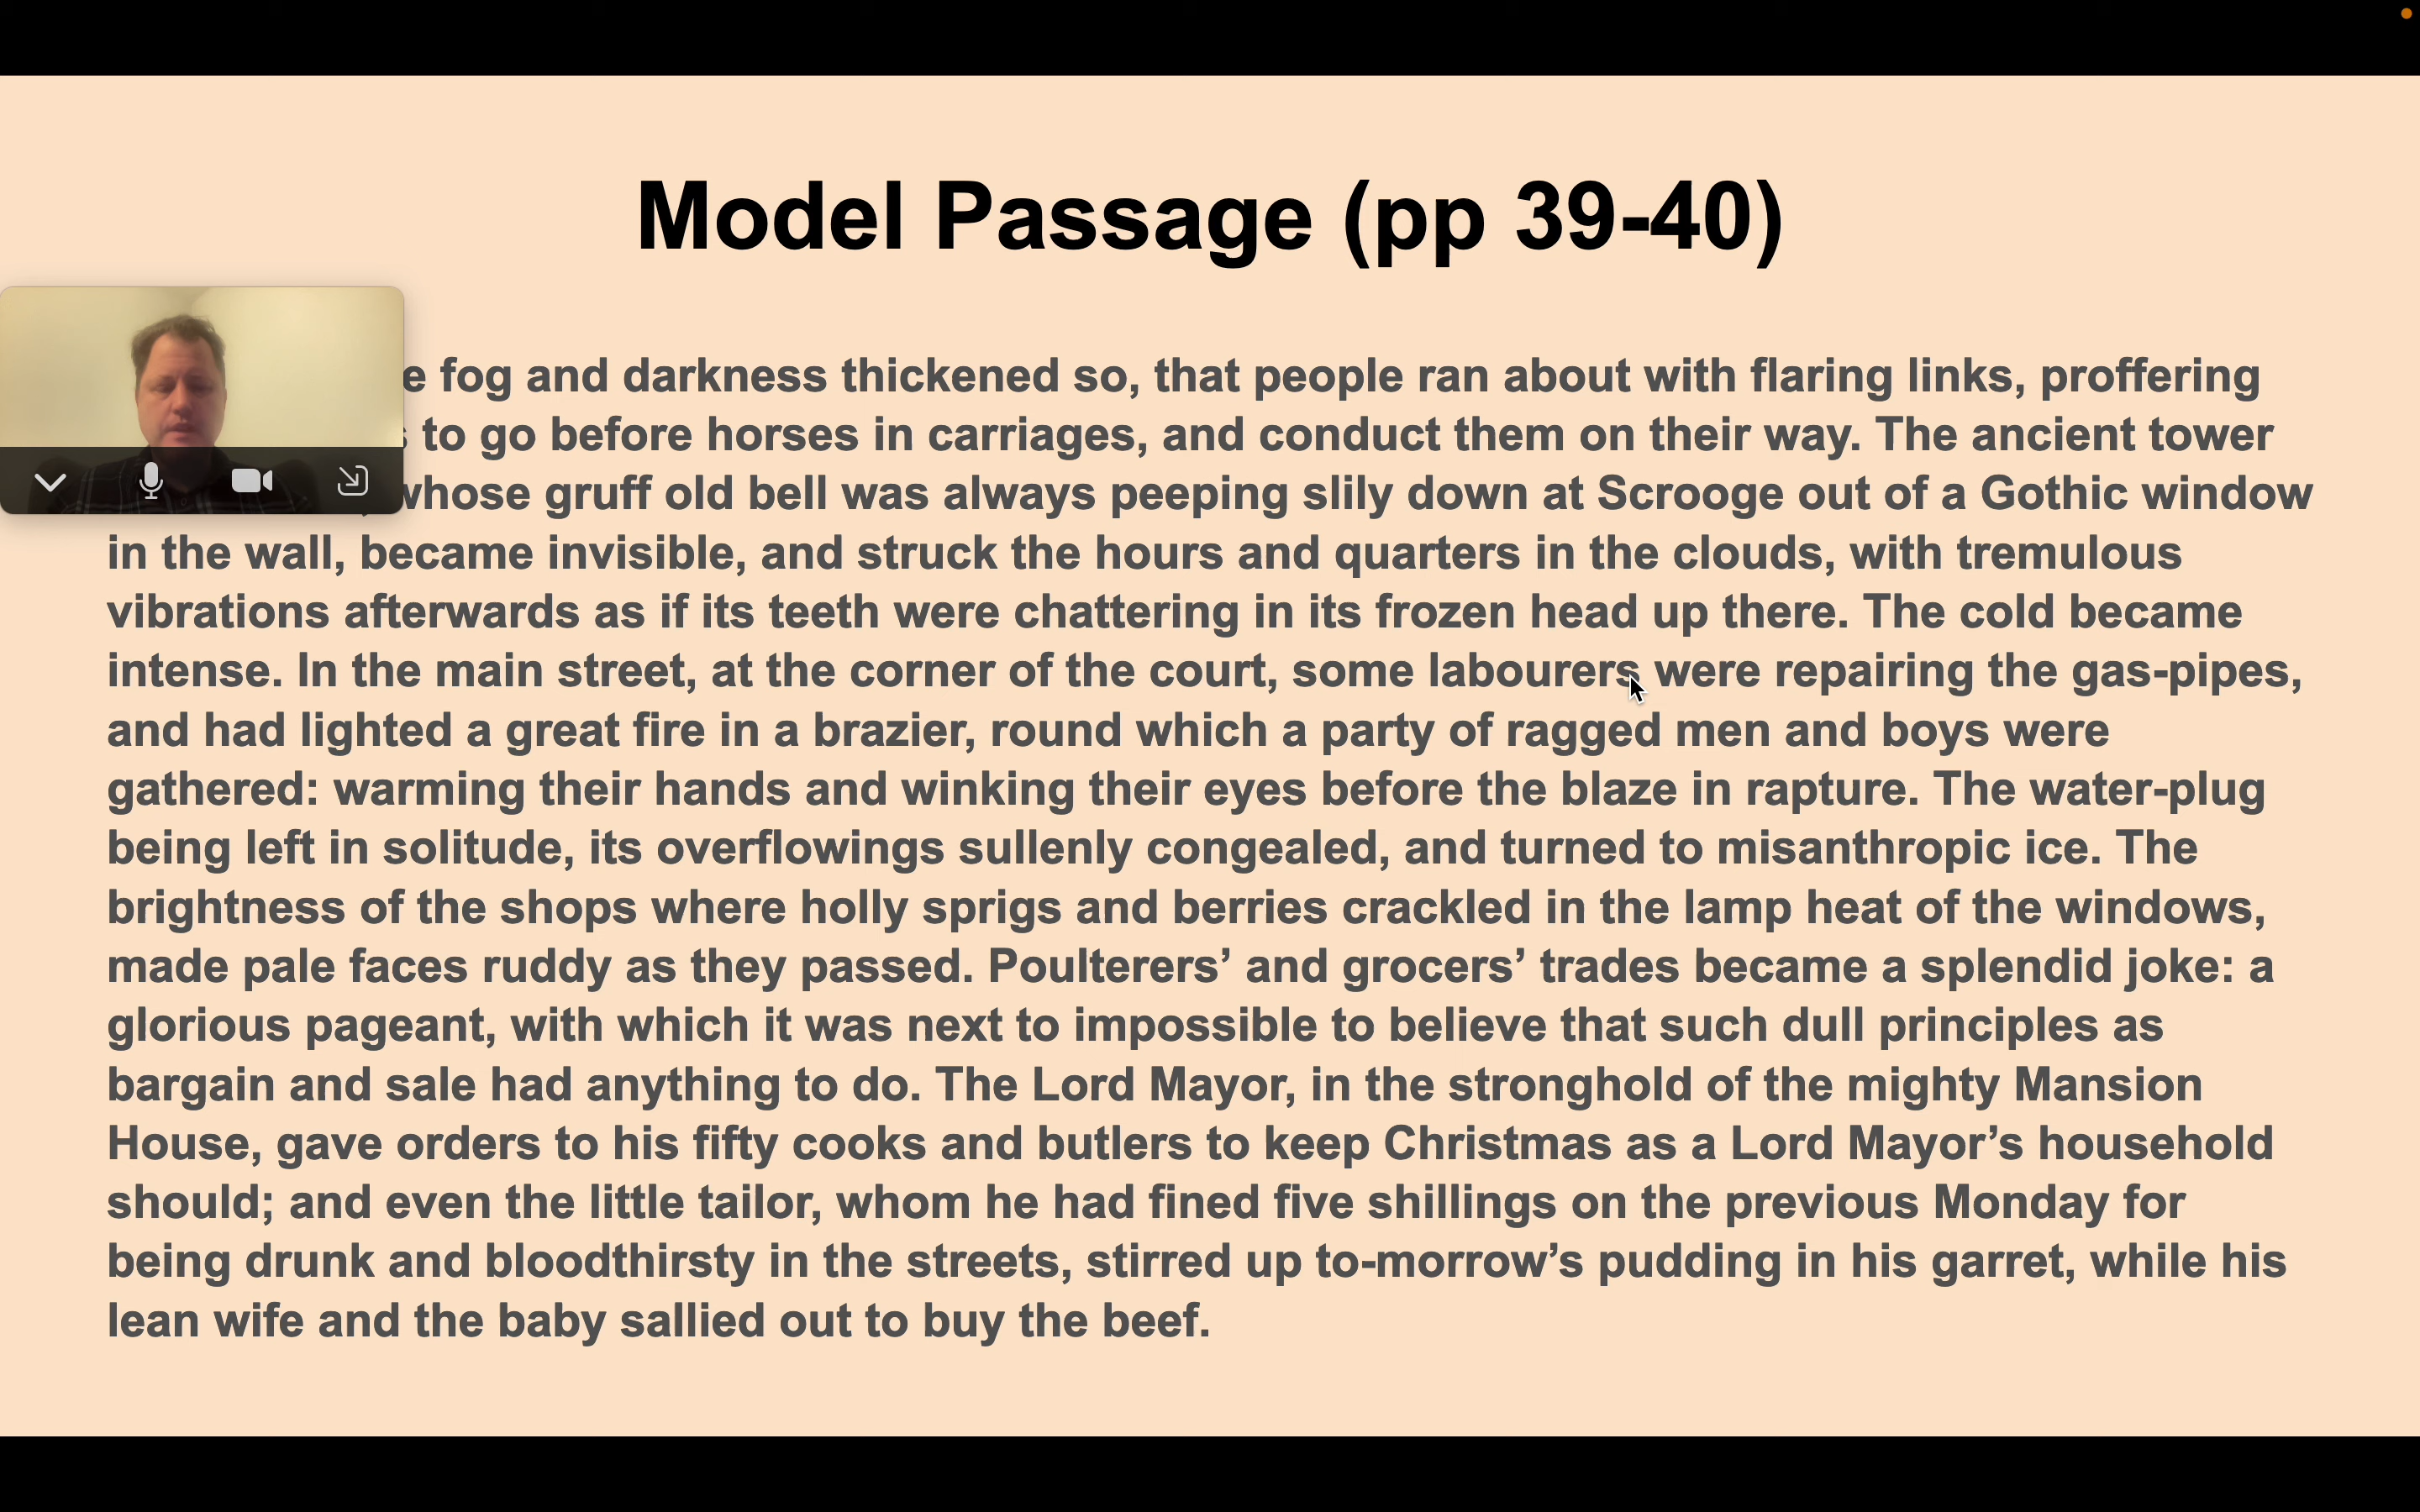 Model Passage (pp 39-40)
fog and darkness thickened so, that people ran about with flaring links, proffering
to go before horses in carriages, and conduct them on their way. The ancient tower
whose gruff old bell was always peeping slily down at Scrooge out of a Gothic window
in the wall, became invisible, and struck the hours and quarters in the clouds, with tremulous
vibrations afterwards as if its teeth were chattering in its frozen head up there. The cold became
intense. In the main street, at the corner of the court, some labourers were repairing the gas-pipes,
and had lighted a great fire in a brazier, round which a party of ragged men and boys were
gathered: warming their hands and winking their eyes before the blaze in rapture. The water-plug
being left in solitude, its overflowings sullenly congealed, and turned to misanthropic ice. The
brightness of the shops where holly sprigs and berries crackled in the lamp heat of the windows,
made pale faces ruddy as they passed. Poulterers’ and grocers’ trades became a splendid joke: a
glorious pageant, with which it was next to impossible to believe that such dull principles as
bargain and sale had anything to do. The Lord Mayor, in the stronghold of the mighty Mansion
House, gave orders to his fifty cooks and butlers to keep Christmas as a Lord Mayor’s household
should; and even the little tailor, whom he had fined five shillings on the previous Monday for
being drunk and bloodthirsty in the streets, stirred up to-morrow’s pudding in his garret, while his
lean wife and the baby sallied out to buy the beef.